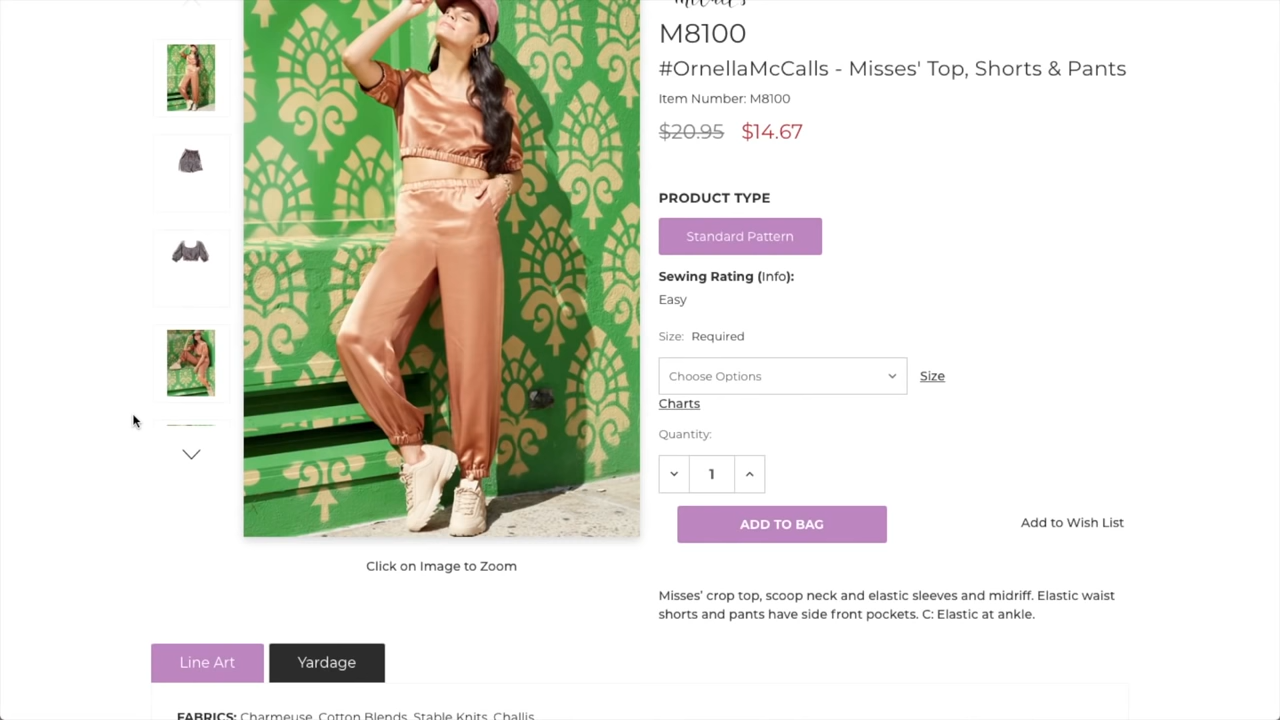 M8100
#OrnellaMcCalls - Misses' Top, Shorts & Pants
Item Number: M8100
$20.95 $14.67
PRODUCT TYPE
Standard Pattern
Sewing Rating (Info):
Easy
Size: Required
Choose Options
Size
Charts
Quantity:
1
ADD TO BAG
Add to Wish List
Click on Image to Zoom
Misses' crop top, scoop neck and elastic sleeves and midriff. Elastic waist
shorts and pants have side front pockets. C: Elastic at ankle.
Line Art
Yardage
FABRICS: Charmeuse, Cotton Blends, Stable Knits, Challis